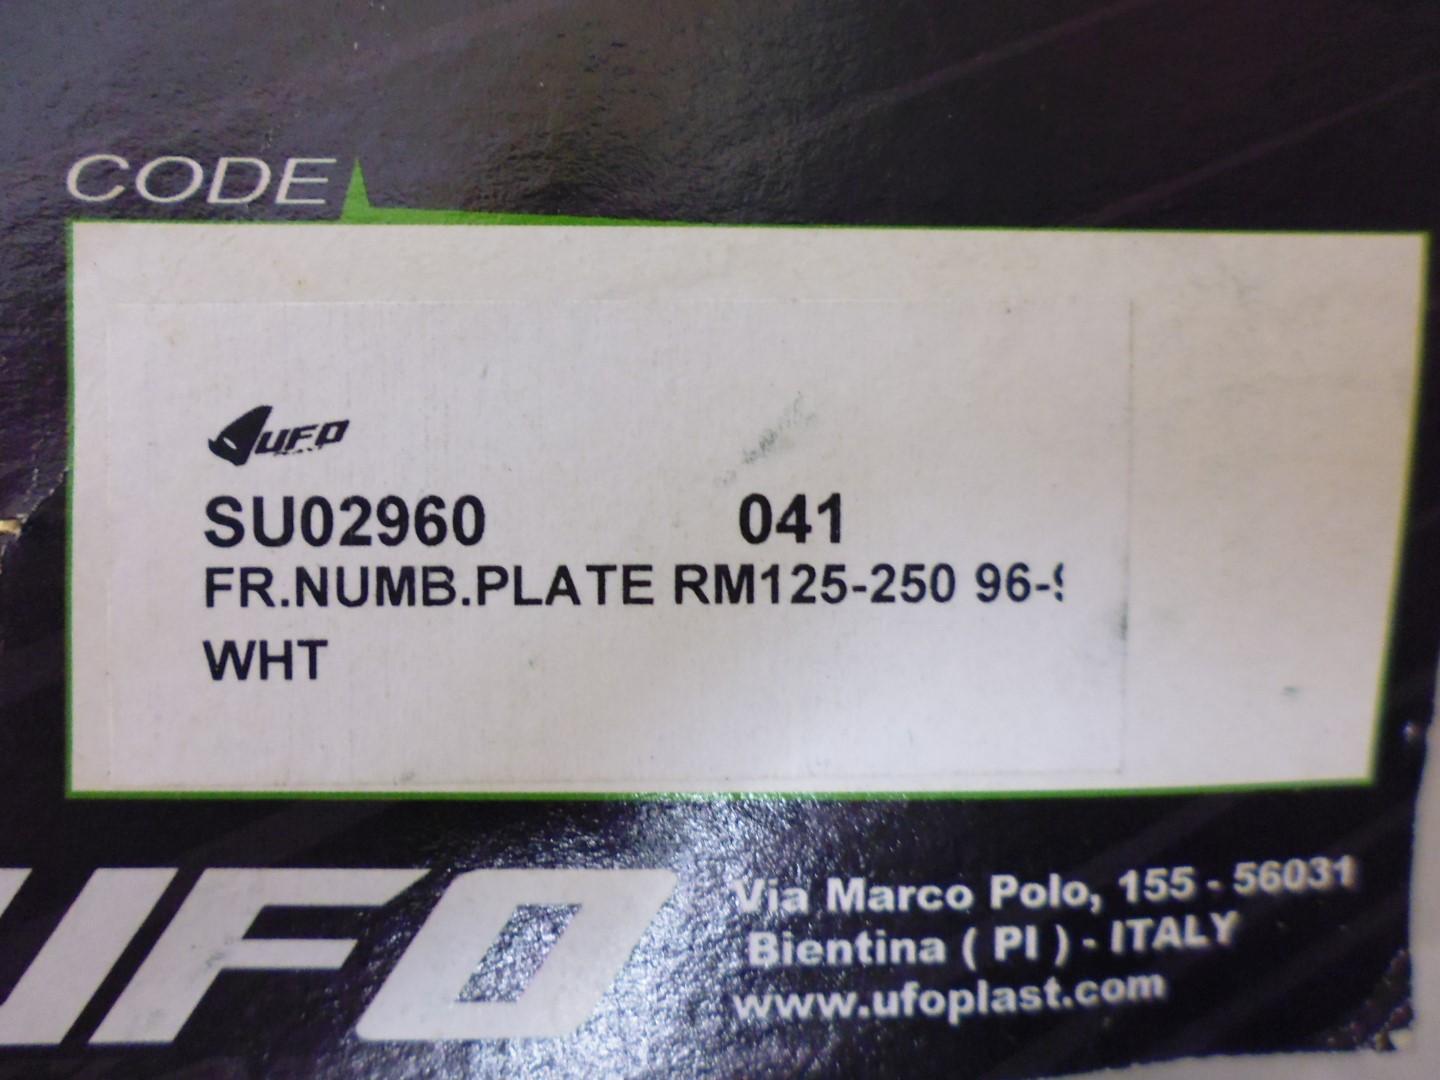 CODE
UFO
SU02960 041
FR.NUMB.PLATE RM125-250
WHT
UFO
Via Marco Polo, 155 - 56031
Bientina ( PI ) - ITALY
www.ufoplast.com